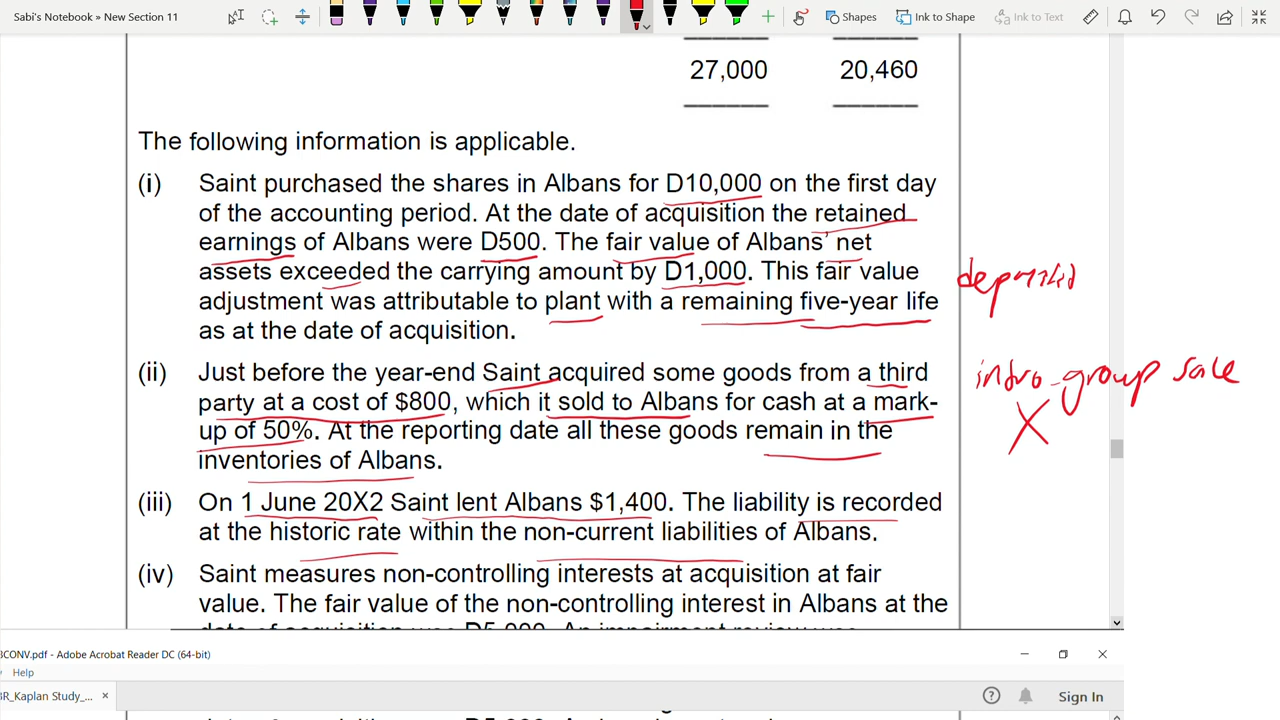 Sabi's Notebook » New Section 11
Shapes
Ink to Shape
Ink to Text
27,000 20,460
The following information is applicable.
(i) Saint purchased the shares in Albans for D10,000 on the first day
of the accounting period. At the date of acquisition the retained
earnings of Albans were D500. The fair value of Albans' net
assets exceeded the carrying amount by D1,000. This fair value
adjustment was attributable to plant with a remaining five-year life
as at the date of acquisition.
(ii) Just before the year-end Saint acquired some goods from a third
party at a cost of $800, which it sold to Albans for cash at a mark-
up of 50%. At the reporting date all these goods remain in the
inventories of Albans.
intra-group sale
X
(iii) On 1 June 20X2 Saint lent Albans $1,400. The liability is recorded
at the historic rate within the non-current liabilities of Albans.
(iv) Saint measures non-controlling interests at acquisition at fair
value. The fair value of the non-controlling interest in Albans at the
3CONV.pdf - Adobe Acrobat Reader DC (64-bit)
Help
BR_Kaplan Study_...
Sign In